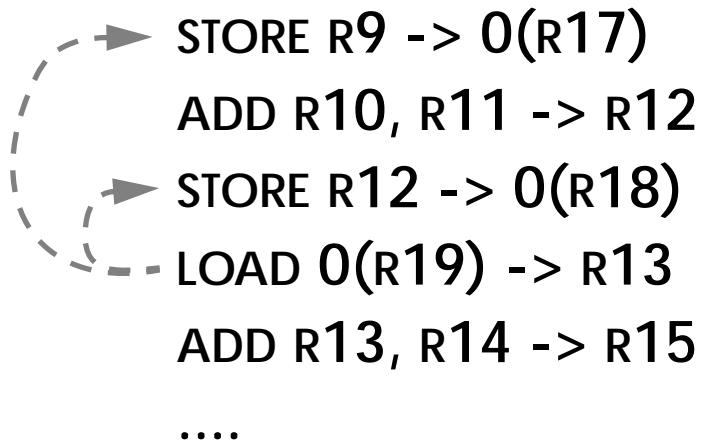 STORE R9 -> 0(R17)
ADD R10, R11 -> R12
STORE R12 -> 0(R18)
LOAD 0(R19) -> R13
ADD R13, R14 -> R15
....